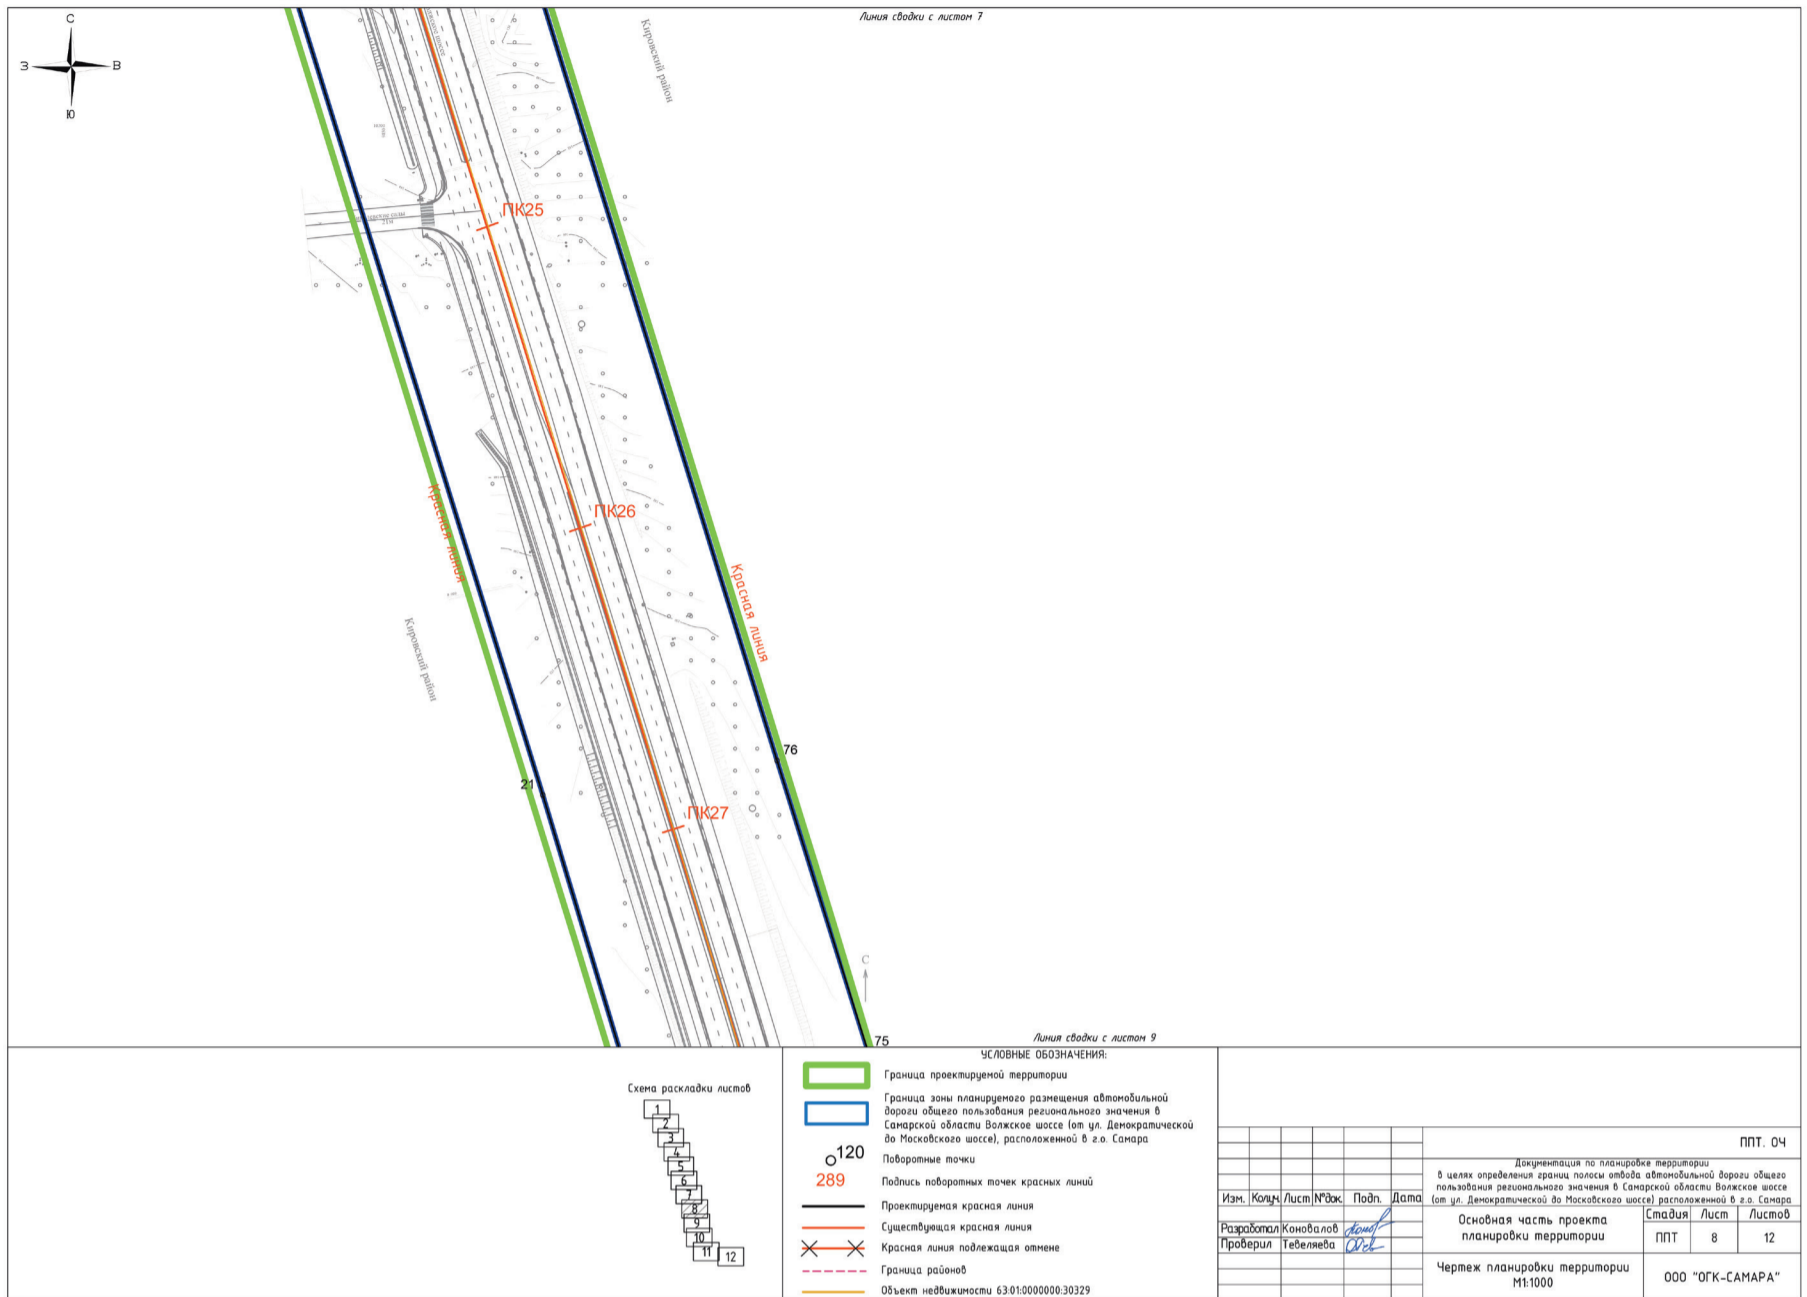 Линия сводки с листом 7
С
З
В
Ю
Кировский район
ПК25
ПК26
Красная линия
Красная линия
Кировский район
76
21
ПК27
С
75
Линия сводки с листом 9
Схема раскладки листов
1
2
3
4
5
6
7
8
9
10
11
12
УСЛОВНЫЕ ОБОЗНАЧЕНИЯ:
Граница проектируемой территории
Граница зоны планируемого размещения автомобильной
дороги общего пользования регионального значения в
Самарской области Волжское шоссе (от ул. Демократической
до Московского шоссе), расположенной в г.о. Самара
120
Поворотные точки
289
Подпись поворотных точек красных линий
Проектируемая красная линия
Существующая красная линия
Красная линия подлежащая отмене
Граница районов
Объект недвижимости 63:01:0000000:30329
ППТ. ОЧ
Документация по планировке территории
в целях определения границ полосы отвода автомобильной дороги общего
пользования регионального значения в Самарской области Волжское шоссе
(от ул. Демократической до Московского шоссе) расположенной в г.о. Самара
Изм. Колуч Лист №док. Подп. Дата
Разработал Коновалов
Проверил Тевеляева
Основная часть проекта
планировки территории
Стадия Лист Листов
ППТ 8 12
Чертеж планировки территории
М1:1000
ООО "ОГК-САМАРА"